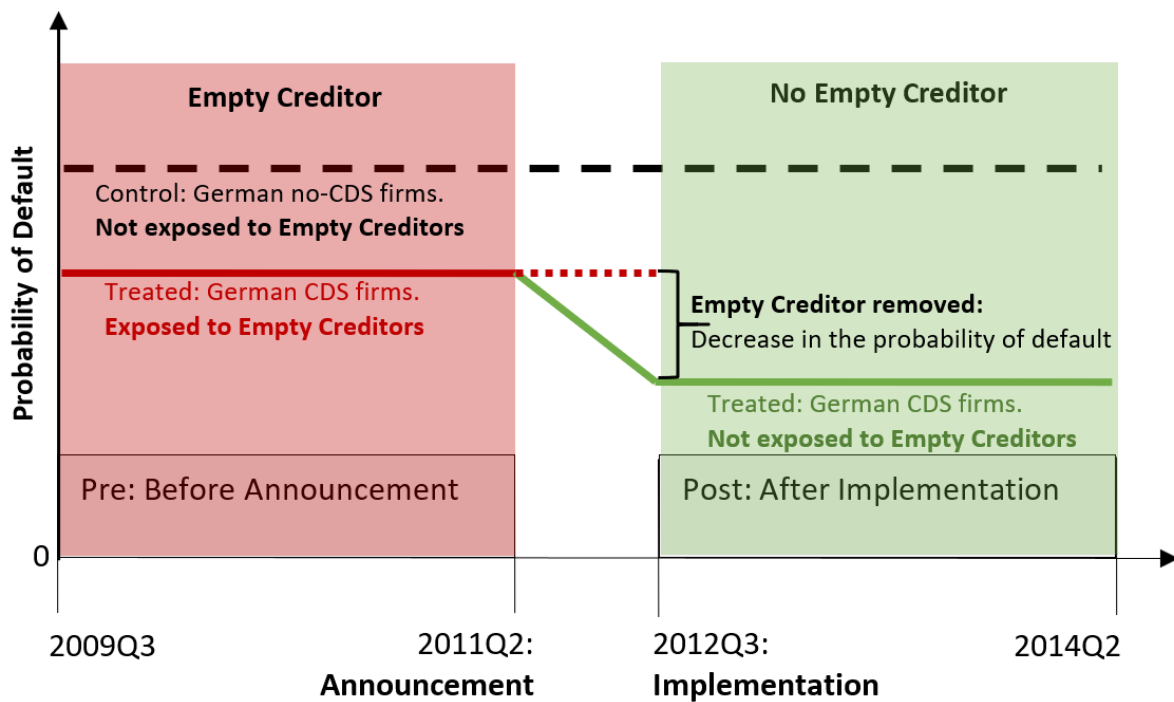 Empty Creditor
No Empty Creditor
Probability of Default
Control: German no-CDS firms.
Not exposed to Empty Creditors
Treated: German CDS firms.
Exposed to Empty Creditors
Empty Creditor removed:
Decrease in the probability of default
Treated: German CDS firms.
Not exposed to Empty Creditors
Pre: Before Announcement
Post: After Implementation
0
2009Q3
2011Q2:
Announcement
2012Q3:
Implementation
2014Q2